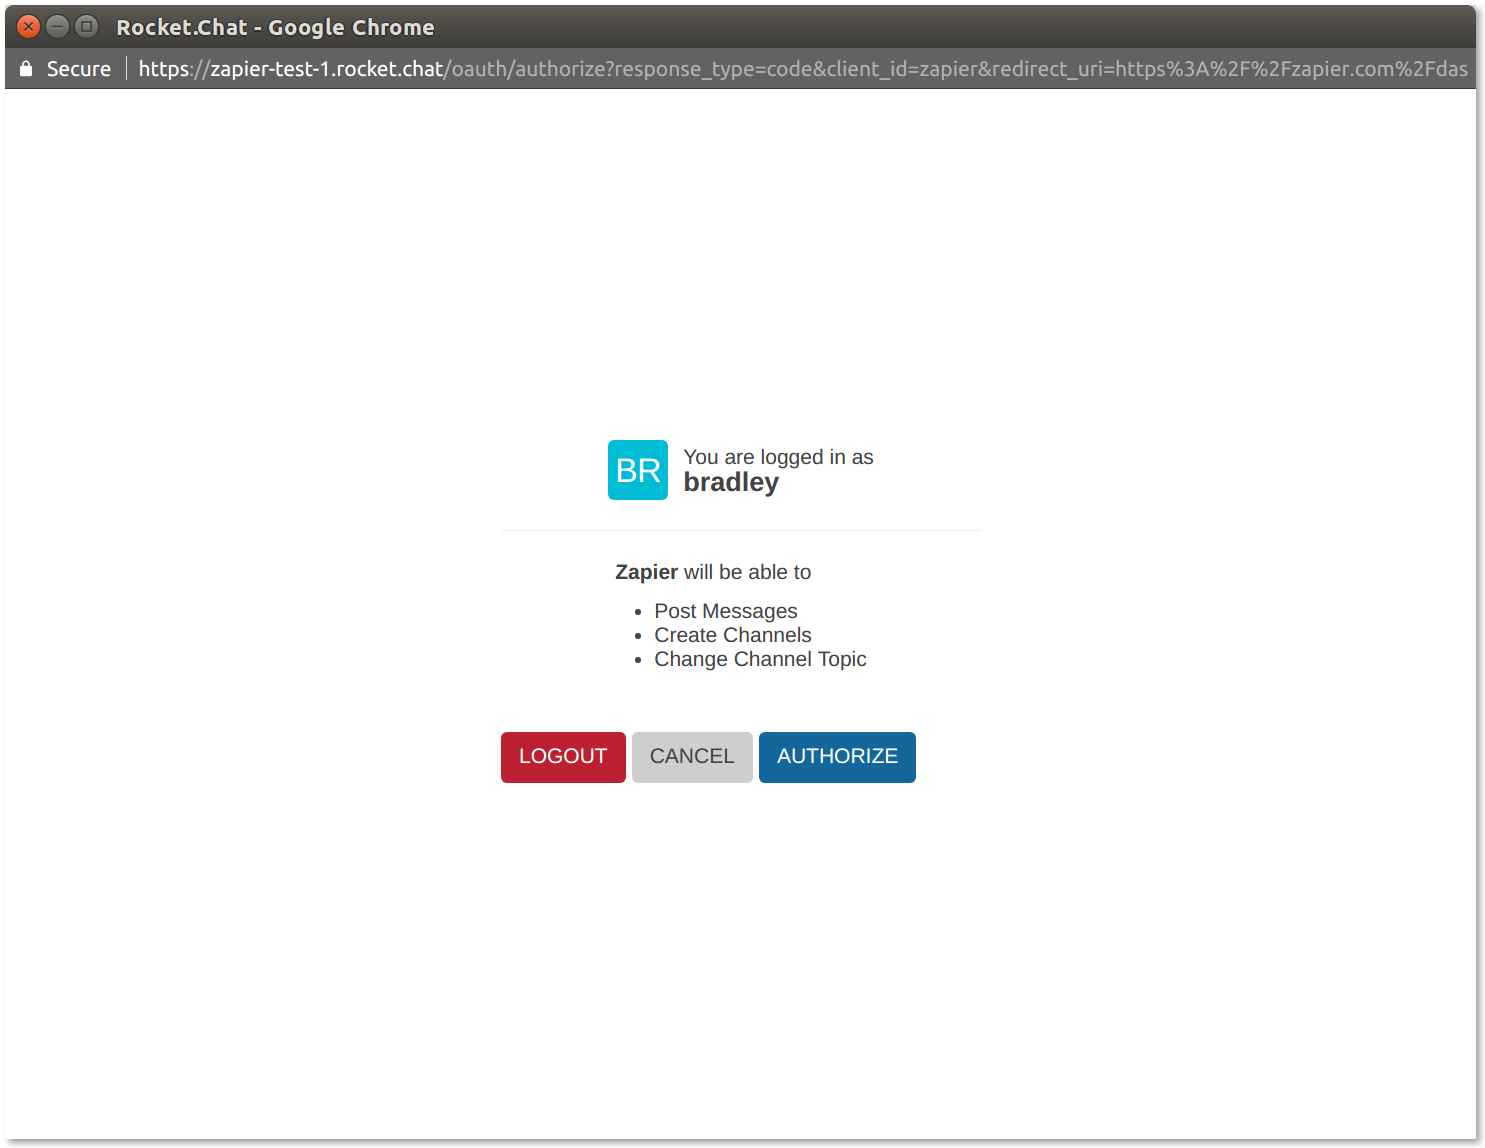 Rocket.Chat - Google Chrome
Secure https://zapier-test-1.rocket.chat/oauth/authorize?response_type=code&client_id=zapier&redirect_uri=https%3A%2F%2Fzapier.com%2Fdas
BR
You are logged in as
bradley
Zapier will be able to
• Post Messages
• Create Channels
• Change Channel Topic
LOGOUT CANCEL AUTHORIZE